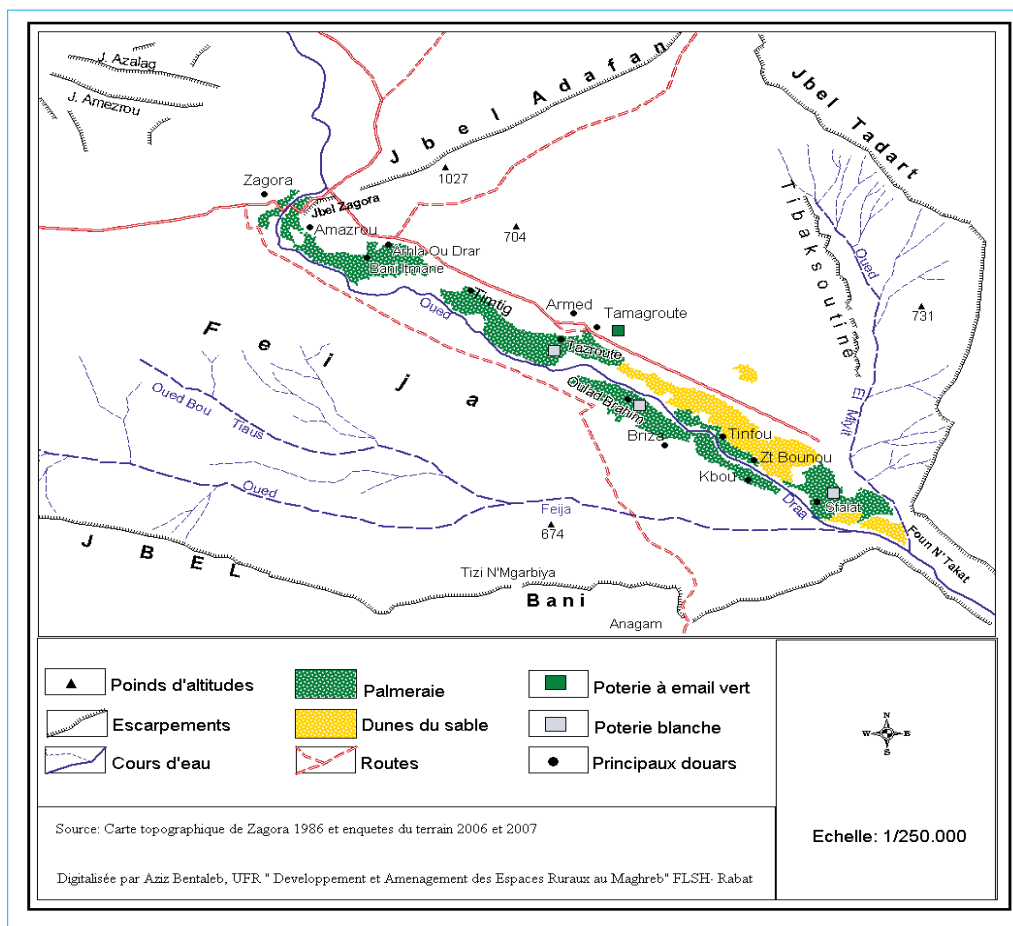 J. Azalag
J. Amezrou
Jbel Adafan
Jbel Tadart
1027
Zagora
Jbel Zagora
Tibaksoutine
Amazrou
704
Oued
Arhla Ou Drar
Bani Itmane
Timtig
Oued
Armed
Tamagroute
731
Feija
Tazroute
Oulad Brahim
El Miyit
Oued Bou
Tiaus
Briza
Tinfou
Zt Bounou
Kbou
Oued
Draa
Sfalat
Feija
674
Foun N' Takat
JBEL
Tizi N'Mgarbiya
Bani
Anagam
Poinds d'altitudes
Palmeraie
Poterie à email vert
Escarpements
Dunes du sable
Poterie blanche
Cours d'eau
Routes
Principaux douars
N
W E
S
Source: Carte topographique de Zagora 1986 et enquetes du terrain 2006 et 2007
Echelle: 1/250.000
Digitalisée par Aziz Bentaleb, UFR " Developpement et Amenagement des Espaces Ruraux au Maghreb" FLSH- Rabat